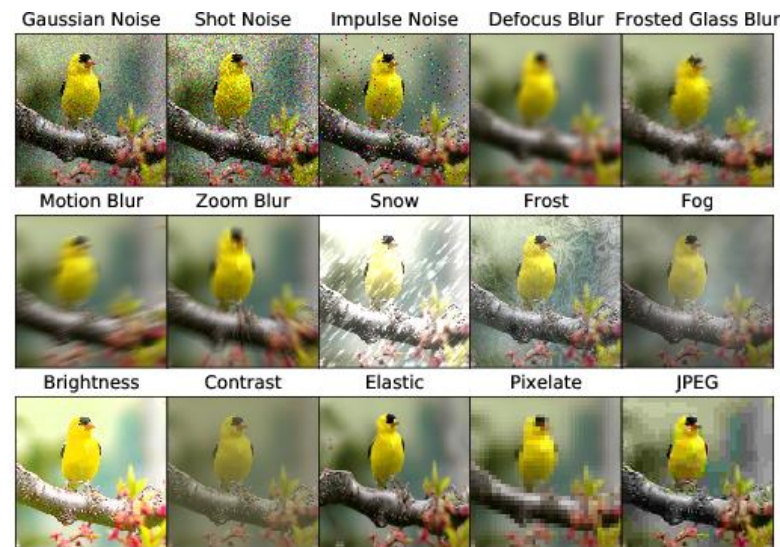 Gaussian Noise Shot Noise Impulse Noise Defocus Blur Frosted Glass Blur
Motion Blur Zoom Blur Snow Frost Fog
Brightness Contrast Elastic Pixelate JPEG